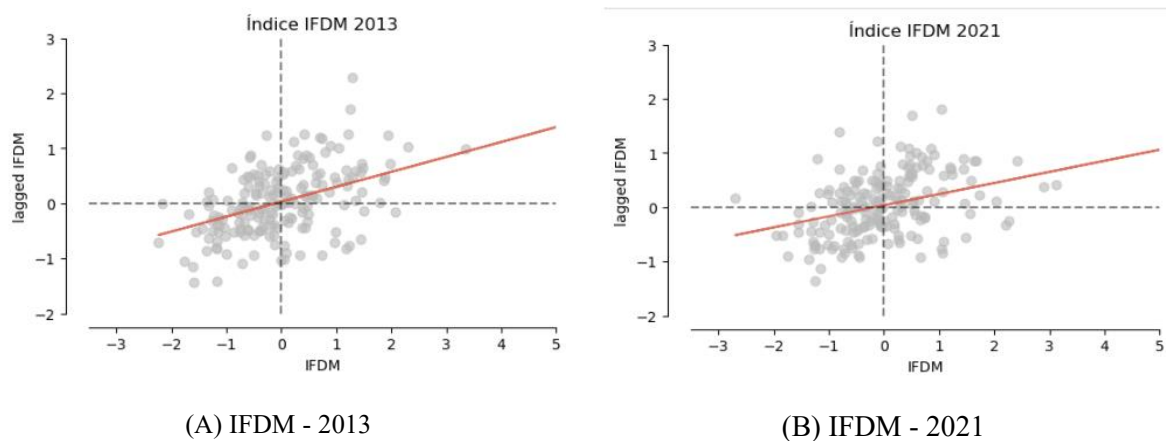 Índice IFDM 2013
3
2
1
0
−1
−2
lagged IFDM
−3 −2 −1 0 1 2 3 4 5
IFDM
(A) IFDM - 2013
Índice IFDM 2021
3
2
1
0
−1
−2
lagged IFDM
−3 −2 −1 0 1 2 3 4 5
IFDM
(B) IFDM - 2021